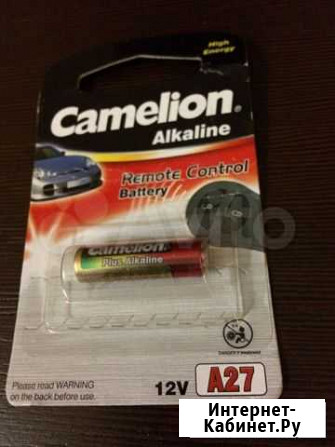 High
Energy
Camelion®
Alkaline
Remote Control
Battery
Avito
Camelion
Plus Alkaline
Please read WARNING
on the back before use.
12V
A27
Интернет-
Кабинет.Ру